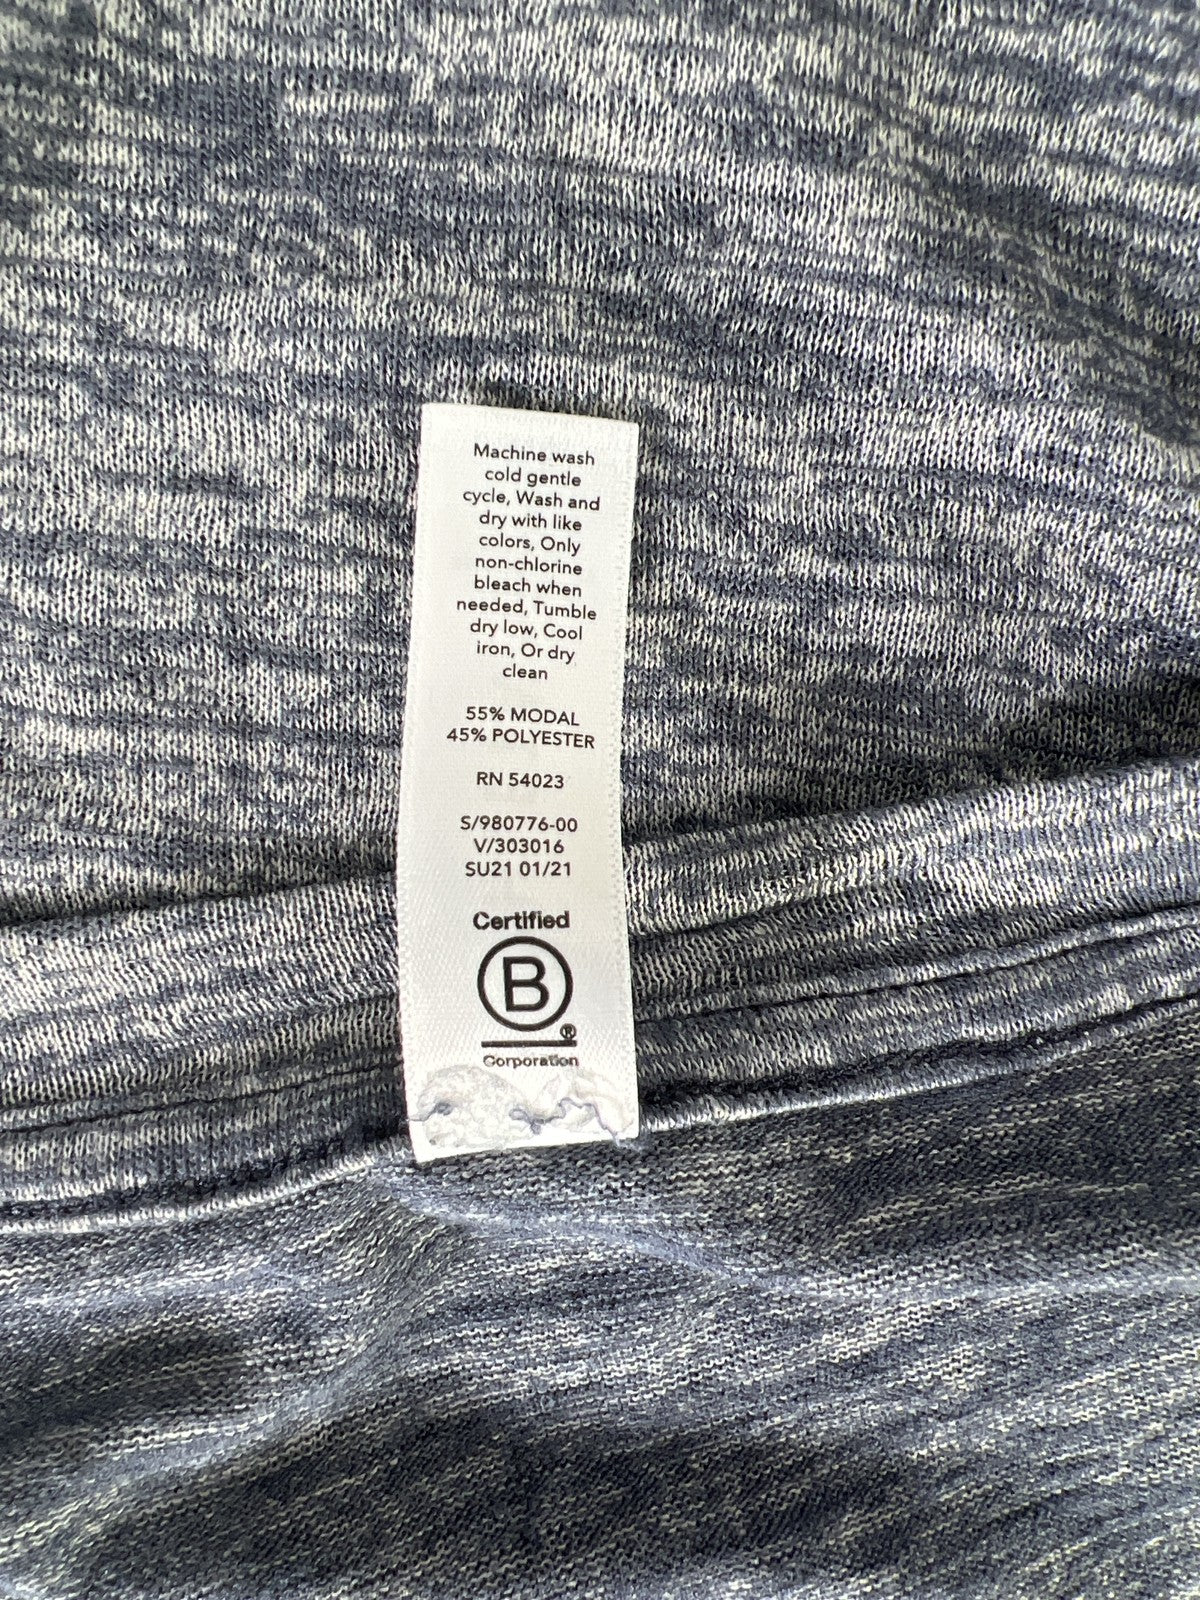 Machine wash
cold gentle
cycle, Wash and
dry with like
colors, Only
non-chlorine
bleach when
needed, Tumble
dry low, Cool
iron, Or dry
clean
55% MODAL
45% POLYESTER
RN 54023
S/980776-00
V/303016
SU21 01/21
Certified
B
®
Corporation